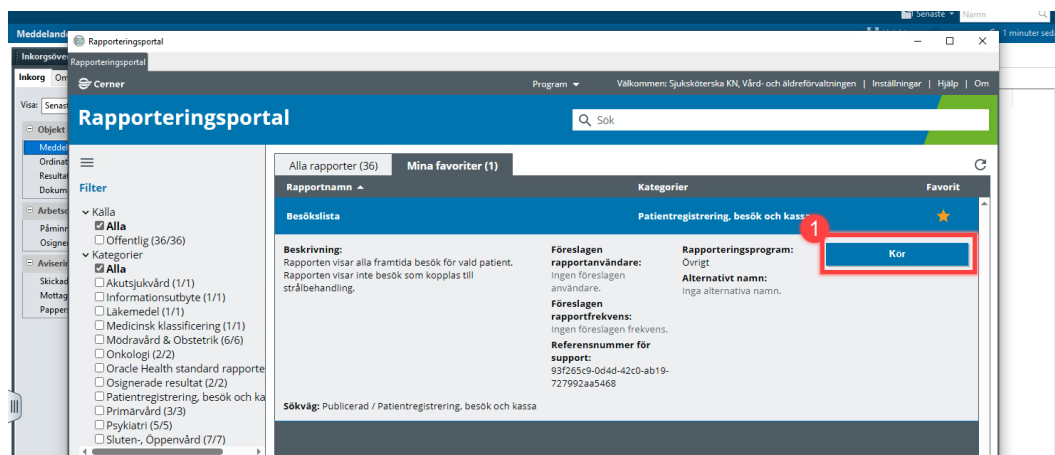 Senaste Namn
Meddeland 1 minuter seda
Rapporteringsportal
Inkorgsöve
Rapporteringsportal
Inkorg Om
Cerner Program Välkommen: Sjuksköterska KN, Vård- och äldreförvaltningen | Inställningar | Hjälp | Om
Visa: Senast
Rapporteringsportal Sök
Objekt
Meddel
Ordinat
Resultat
Dokum
Alla rapporter (36) Mina favoriter (1)
Filter
Rapportnamn Kategorier Favorit
Arbetso
Påminn
Osigner
Aviserin
Skickad
Mottag
Pappers
Källa
Alla
Offentlig (36/36)
Kategorier
Alla
Akutsjukvård (1/1)
Informationsutbyte (1/1)
Läkemedel (1/1)
Medicinsk klassificering (1/1)
Mödravård & Obstetrik (6/6)
Onkologi (2/2)
Oracle Health standard rapporte
Osignerade resultat (2/2)
Patientregistrering, besök och ka
Primärvård (3/3)
Psykiatri (5/5)
Sluten-, Öppenvård (7/7)
Besökslista Patientregistrering, besök och kassa
1
Kör
Beskrivning:
Rapporten visar alla framtida besök för vald patient.
Rapporten visar inte besök som kopplas till
strålbehandling.
Föreslagen
rapportanvändare:
Ingen föreslagen
användare.
Föreslagen
rapportfrekvens:
Ingen föreslagen frekvens.
Referensnummer för
support:
93f265c9-0d4d-42c0-ab19-
727992aa5468
Rapporteringsprogram:
Övrigt
Alternativt namn:
Inga alternativa namn.
Sökväg: Publicerad / Patientregistrering, besök och kassa